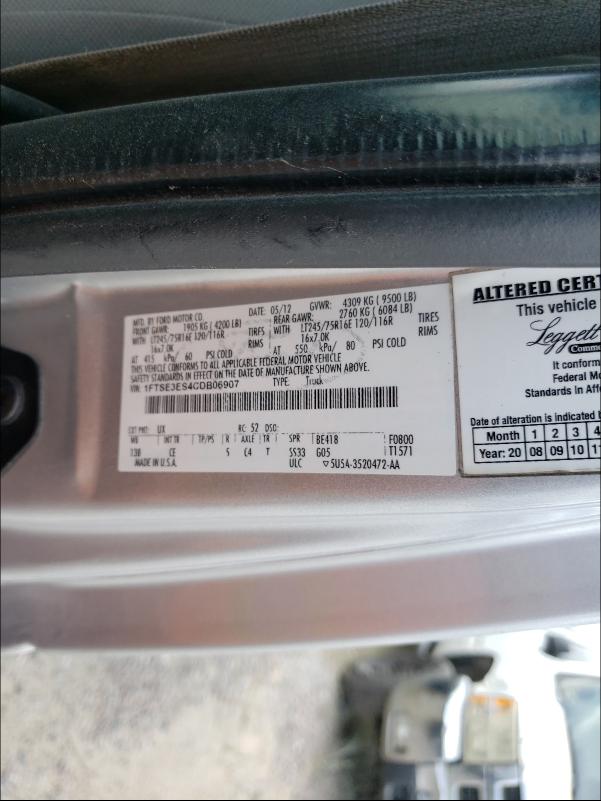 MFD. BY FORD MOTOR CO.
DATE: 05/12 GVWR: 4309 KG ( 9500 LB)
FRONT GAWR: 1905 KG ( 4200 LB) REAR GAWR: 2760 KG ( 6084 LB)
WITH LT245/75R16E 120/116R TIRES WITH LT245/75R16E 120/116R TIRES
16x7.0K RIMS 16x7.0K RIMS
AT 415 kPa/ 60 PSI COLD AT 550 kPa/ 80 PSI COLD
THIS VEHICLE CONFORMS TO ALL APPLICABLE FEDERAL MOTOR VEHICLE
SAFETY STANDARDS IN EFFECT ON THE DATE OF MANUFACTURE SHOWN ABOVE.
VIN: 1FTSE3ES4CDB06907 TYPE: Truck
EXT PNT: UX RC: 52 DSO:
WB INT TR TP/PS R AXLE TR SPR BE418 F0800
138 CE 5 C4 T SS33 G05 T1571
MADE IN U.S.A. ULC ▽5U5A-3520472-AA
ALTERED CERT
This vehicle
Leggett
Comme
It conform
Federal Mo
Standards In Affe
Date of alteration is indicated b
Month 1 2 3 4
Year: 20 08 09 10 11